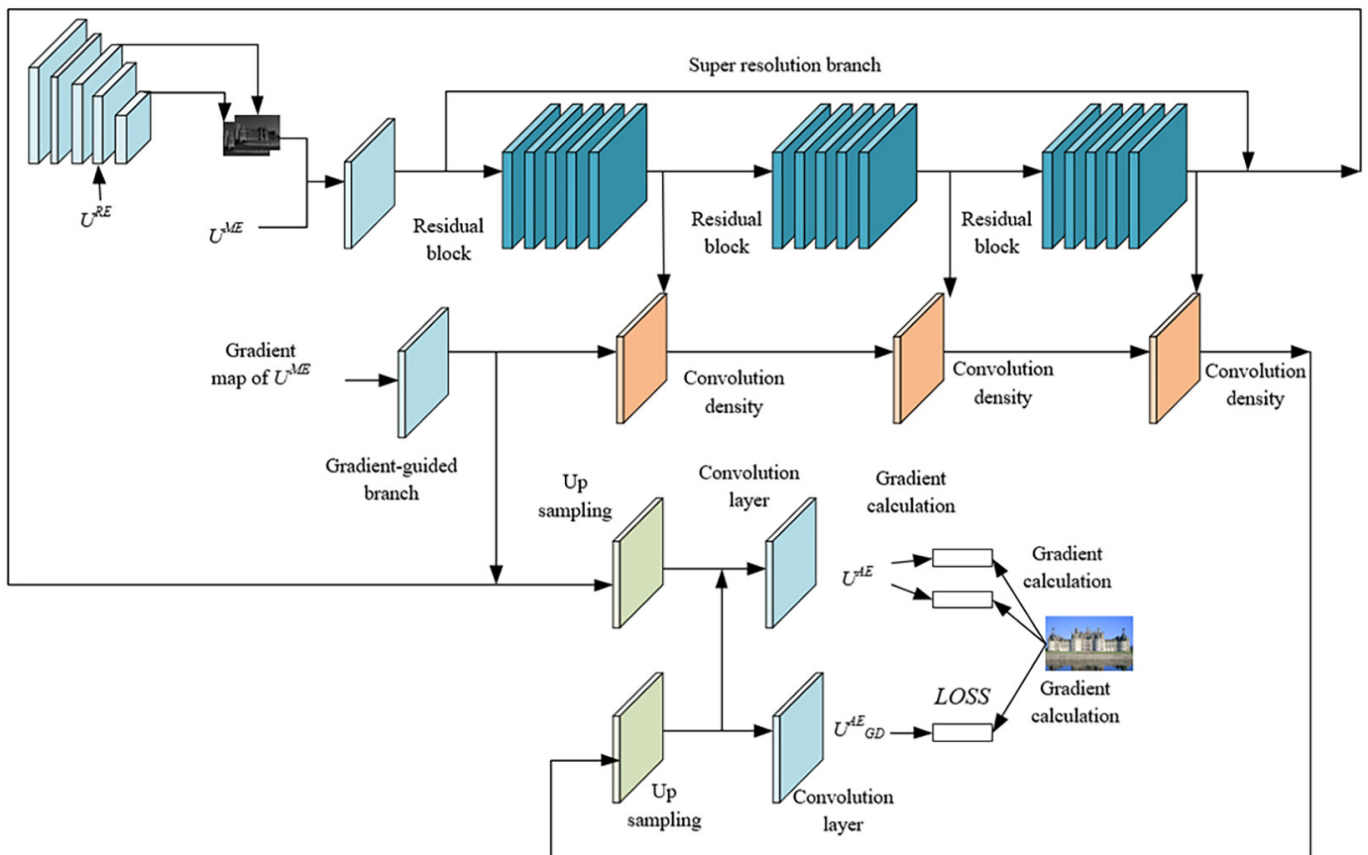 Super resolution branch
U^RE
U^ME
Residual
block
Residual
block
Residual
block
Gradient
map of U^ME
Convolution
density
Convolution
density
Convolution
density
Gradient-guided
branch
Up
sampling
Convolution
layer
Gradient
calculation
U^AE
Gradient
calculation
LOSS
Gradient
calculation
U^AE_GD
Up
sampling
Convolution
layer